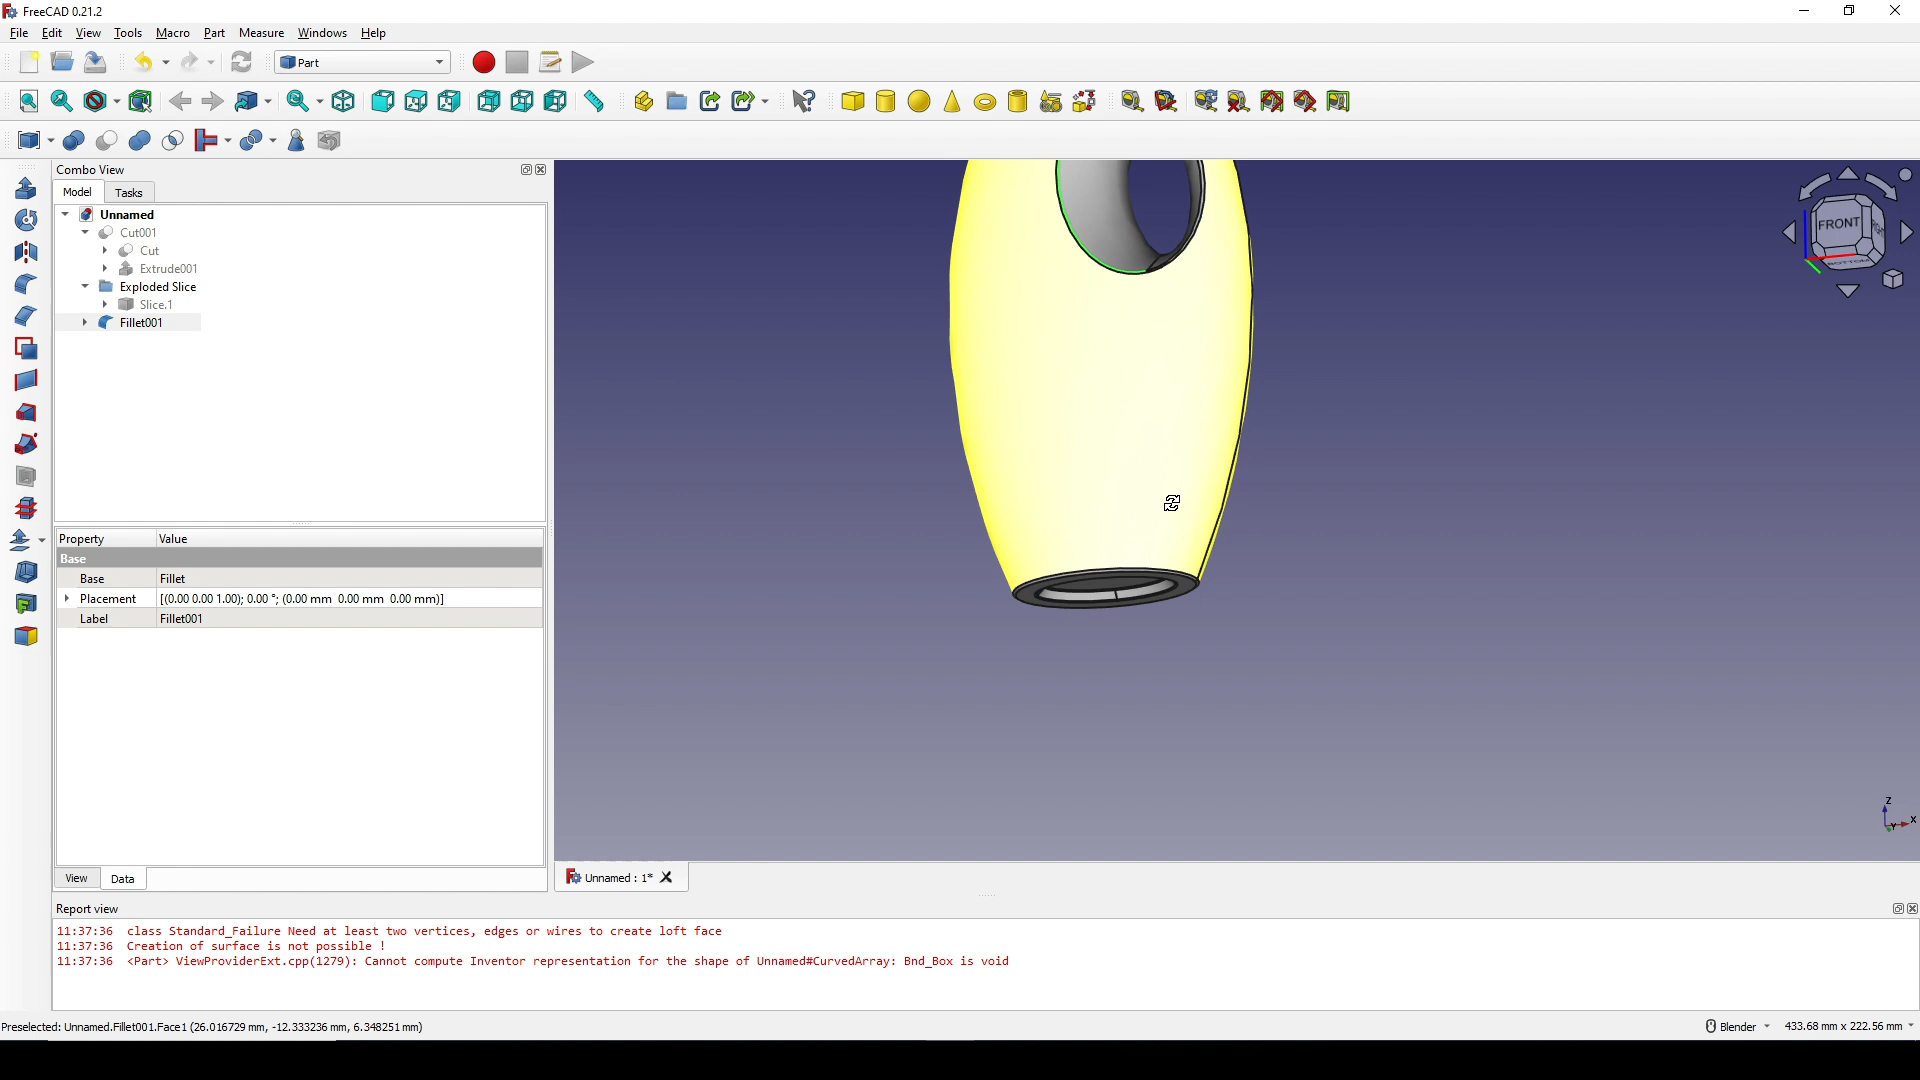 FreeCAD 0.21.2
File Edit View Tools Macro Part Measure Windows Help
Part
Combo View
Model Tasks
Unnamed
Cut001
Cut
Extrude001
Exploded Slice
Slice.1
Fillet001
Property Value
Base
Base Fillet
Placement [(0.00 0.00 1.00); 0.00 °; (0.00 mm 0.00 mm 0.00 mm)]
Label Fillet001
View Data
FRONT
BOTTOM
Z
X
Y
Unnamed : 1*
Report view
11:37:36 class Standard_Failure Need at least two vertices, edges or wires to create loft face
11:37:36 Creation of surface is not possible !
11:37:36 <Part> ViewProviderExt.cpp(1279): Cannot compute Inventor representation for the shape of Unnamed#CurvedArray: Bnd_Box is void
Preselected: Unnamed.Fillet001.Face1 (26.016729 mm, -12.333236 mm, 6.348251 mm)
Blender 433.68 mm x 222.56 mm